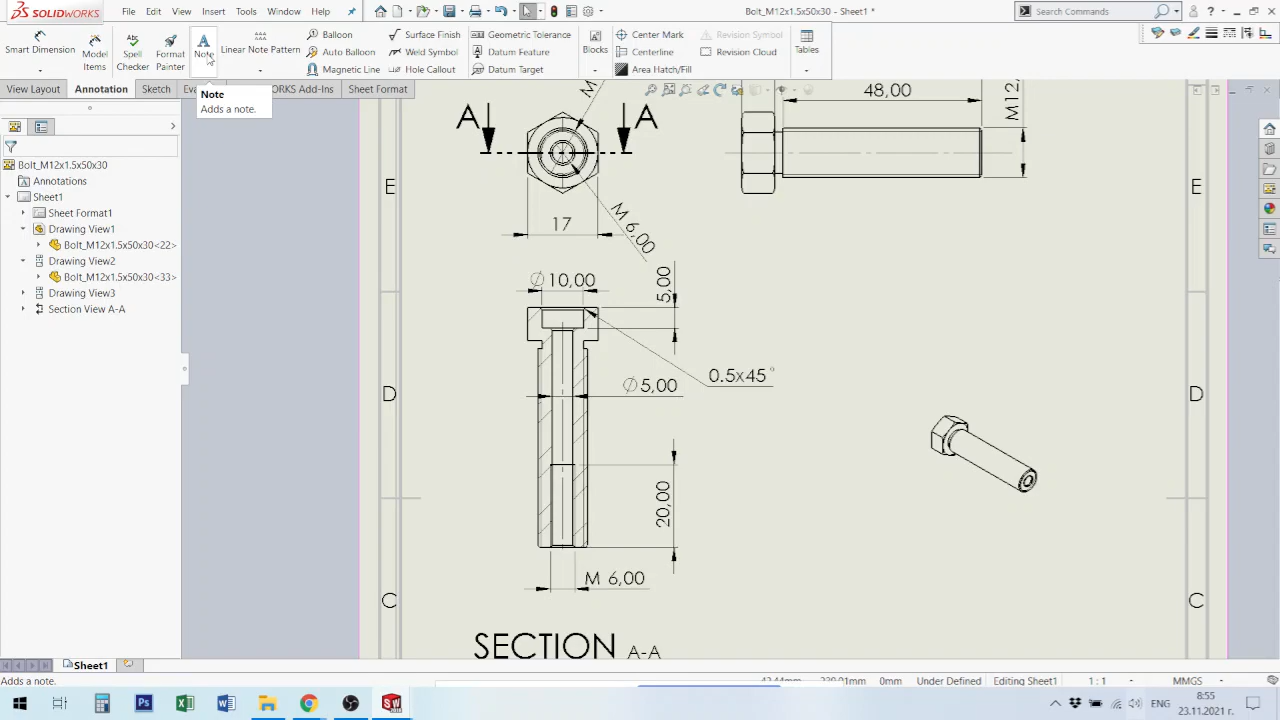 SOLIDWORKS
File
Edit
View
Insert
Tools
Window
Help
Bolt_M12x1.5x50x30 - Sheet1 *
Search Commands
Smart Dimension
Model Items
Spell Checker
Format Painter
Note
Linear Note Pattern
Balloon
Auto Balloon
Magnetic Line
Surface Finish
Weld Symbol
Hole Callout
Geometric Tolerance
Datum Feature
Datum Target
Blocks
Center Mark
Centerline
Area Hatch/Fill
Revision Symbol
Revision Cloud
Tables
View Layout
Annotation
Sketch
ORKS Add-Ins
Sheet Format
Note
Adds a note.
Bolt_M12x1.5x50x30
Annotations
Sheet1
Sheet Format1
Drawing View1
Bolt_M12x1.5x50x30<22>
Drawing View2
Bolt_M12x1.5x50x30<33>
Drawing View3
Section View A-A
A
A
48,00
E
E
17
M 6,00
Ø10,00
5,00
0.5x45°
Ø5,00
D
D
20,00
M 6,00
C
C
SECTION A-A
Sheet1
Adds a note.
0mm
Under Defined
Editing Sheet1
1 : 1
MMGS
Ps
SW
ENG
8:55
23.11.2021 г.